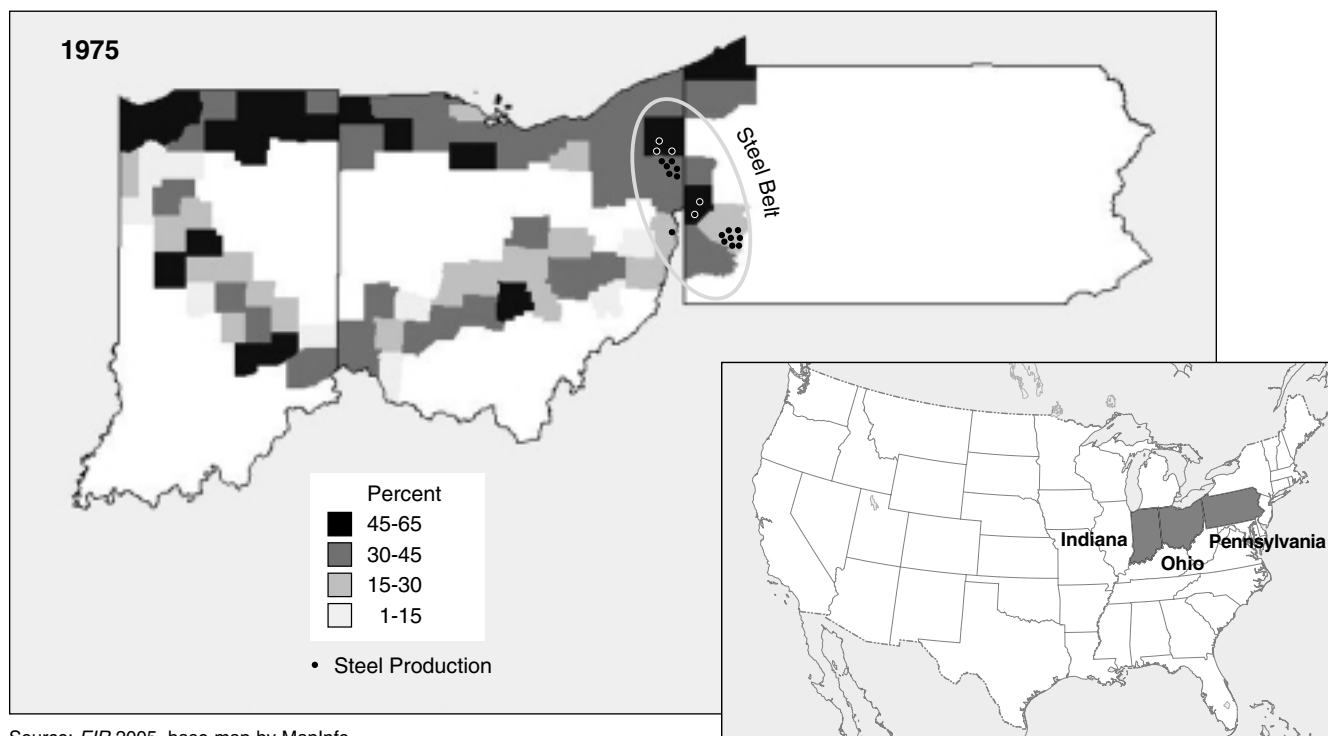 1975
Steel Belt
Percent
45-65
30-45
15-30
1-15
• Steel Production
Indiana
Ohio
Pennsylvania
Source: EIR 2005, base map by MapInfo